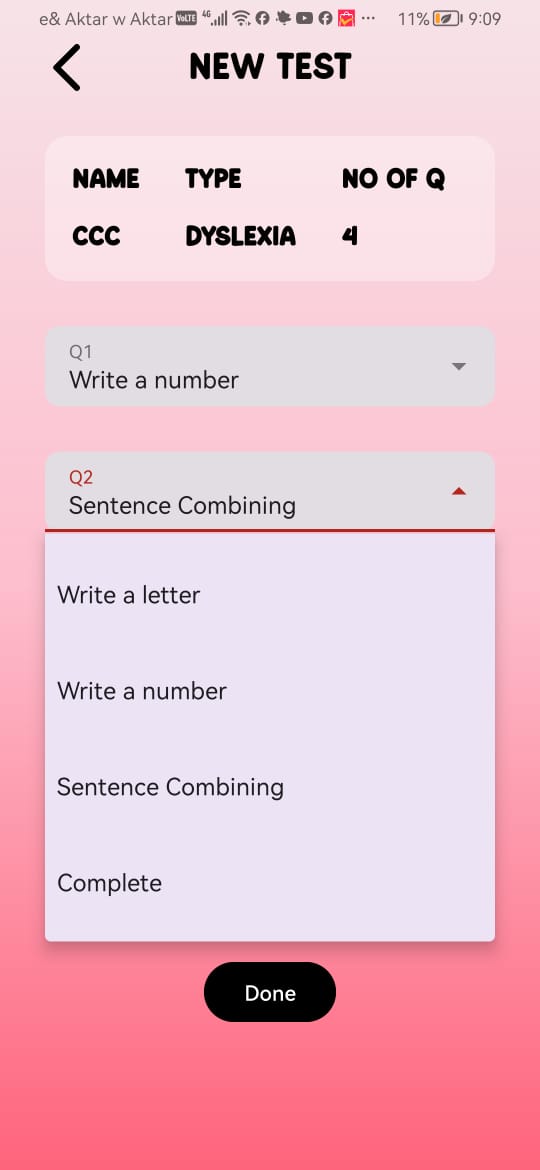 e& Aktar w Aktar VoLTE 4G 11% 9:09
NEW TEST
NAME TYPE NO OF Q
CCC DYSLEXIA 4
Q1
Write a number
Q2
Sentence Combining
Write a letter
Write a number
Sentence Combining
Complete
Done